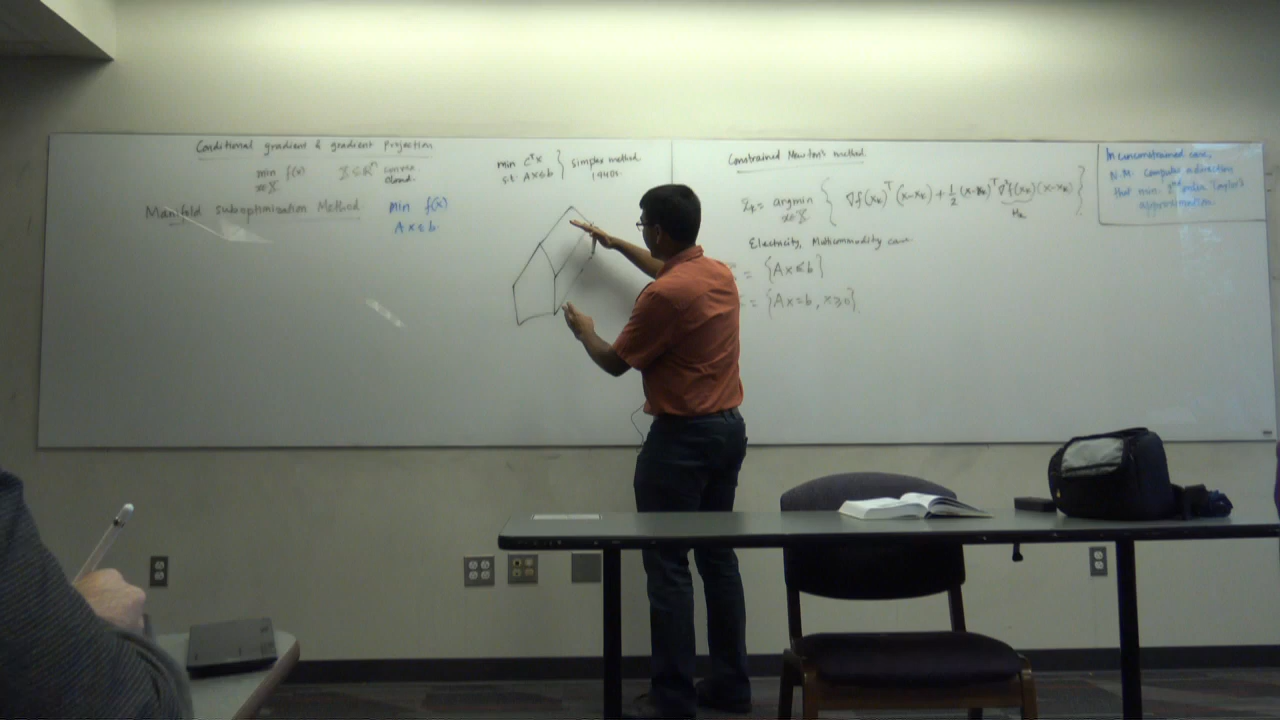 Conditional gradient & gradient Projection
min f(x) X ⊆ ℝⁿ convex
x∈X closed.
Manifold suboptimization Method min f(x)
Ax≤b
min CᵀX
s.t. AX≤b } simplex method
1940s
Constrained Newton's method
x̄ₖ = argmin { ∇f(xₖ)ᵀ(x-xₖ) + ½(x-xₖ)ᵀ∇²f(xₖ)(x-xₖ) }
x∈X Hₖ
Electricity, Multicommodity case
= {Ax≤b}
= {Ax=b, x≥0}
In unconstrained case,
N.M. computes a direction
that min. 2nd order Taylor's
approximation.